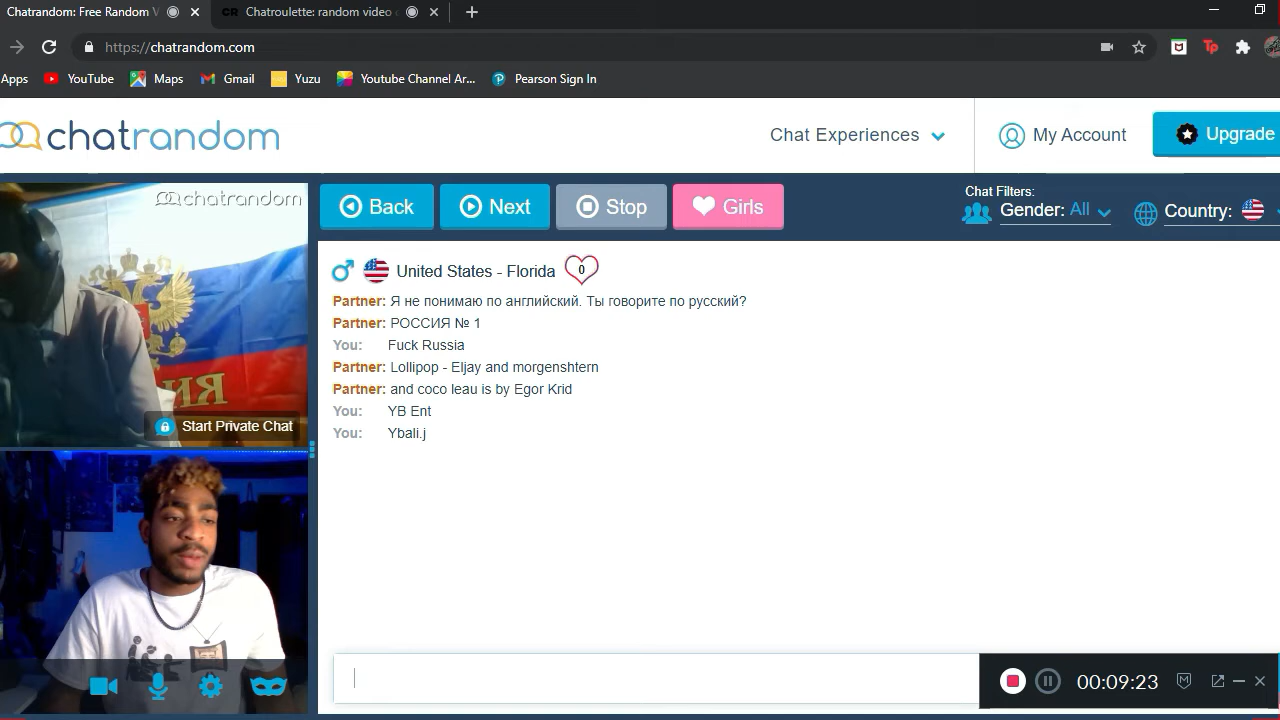 Chatrandom: Free Random V
CR Chatroulette: random video
https://chatrandom.com
Apps YouTube Maps Gmail Yuzu Youtube Channel Ar... Pearson Sign In
chatrandom
Chat Experiences
My Account
Upgrade
chatrandom
Back
Next
Stop
Girls
Chat Filters:
Gender: All
Country:
United States - Florida 0
Partner: Я не понимаю по английский. Ты говорите по русский?
Partner: РОССИЯ № 1
You: Fuck Russia
Partner: Lollipop - Eljay and morgenshtern
Partner: and coco leau is by Egor Krid
You: YB Ent
You: Ybali.j
Start Private Chat
00:09:23